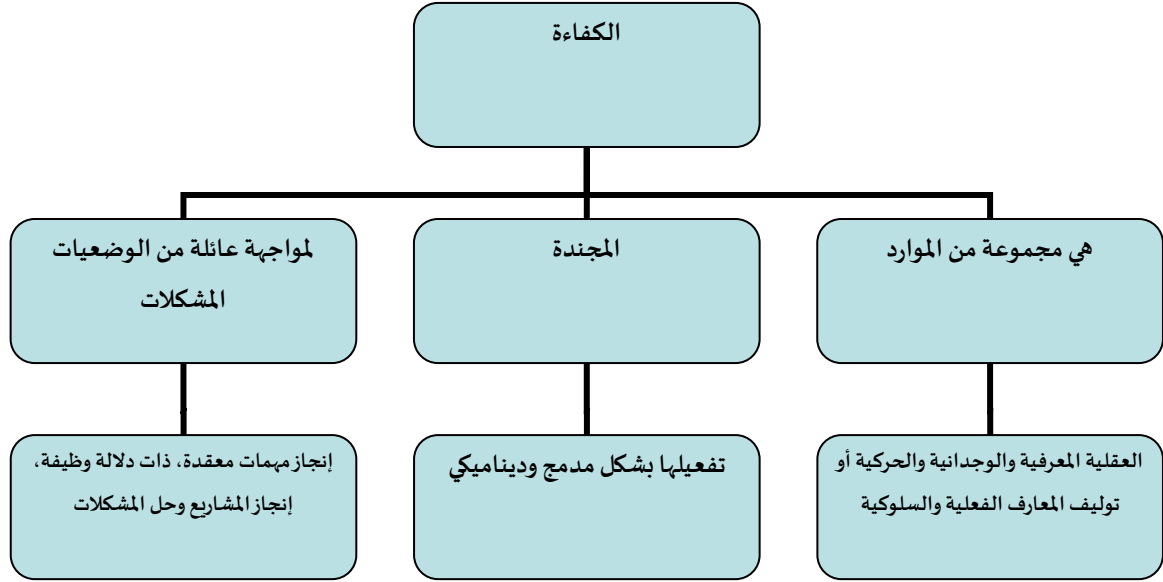 الكفاءة
هي مجموعة من الموارد
المجندة
لمواجهة عائلة من الوضعيات
المشكلات
العقلية المعرفية والوجدانية والحركية أو
توليف المعارف الفعلية والسلوكية
تفعيلها بشكل مدمج وديناميكي
إنجاز مهمات معقدة، ذات دلالة وظيفة،
إنجاز المشاريع وحل المشكلات